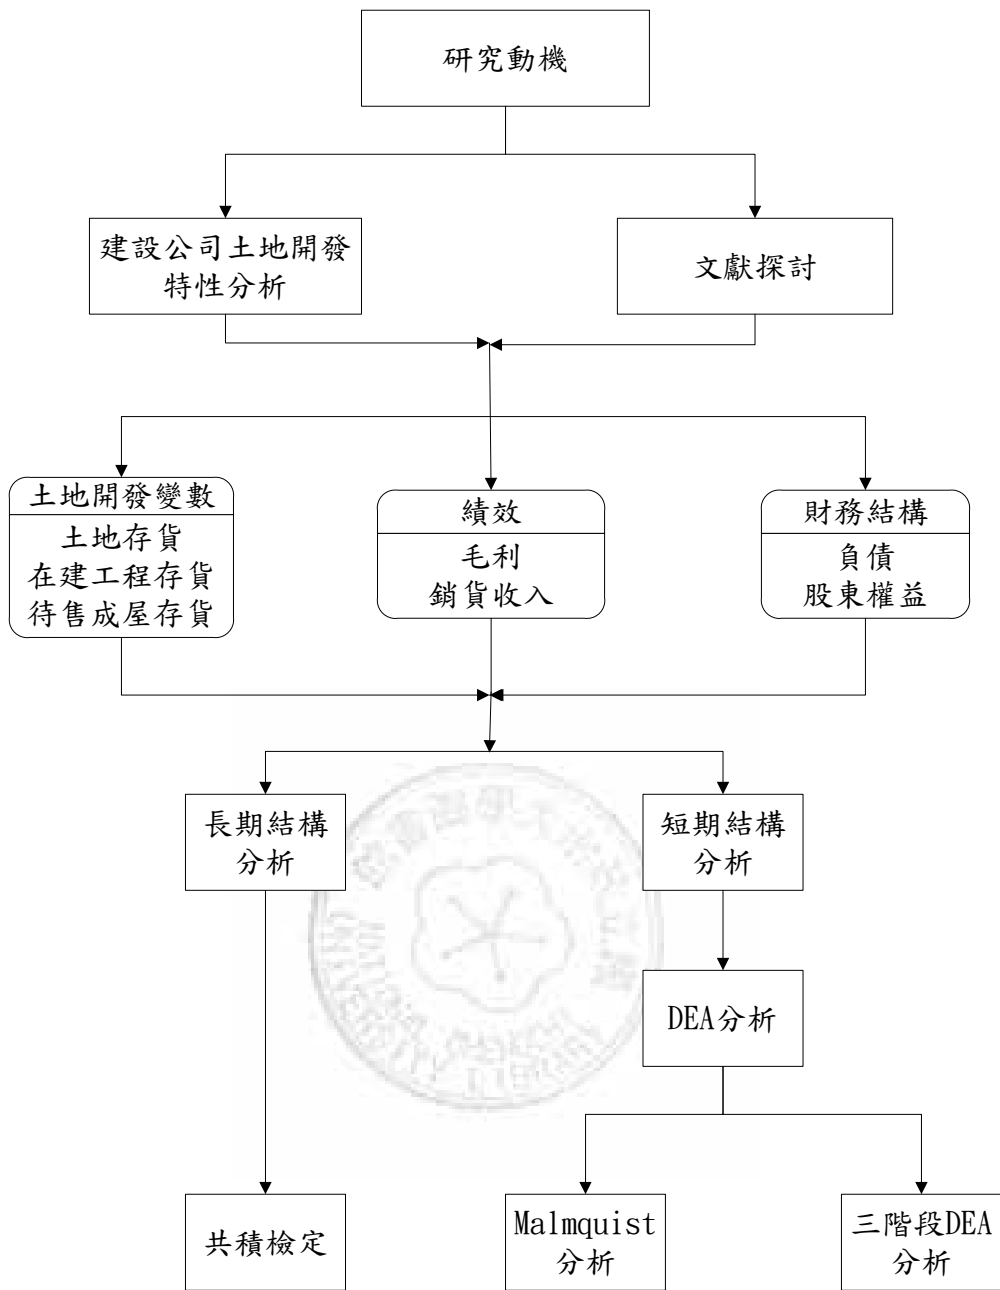 研究動機
建設公司土地開發
特性分析
文獻探討
土地開發變數
土地存貨
在建工程存貨
待售成屋存貨
績效
毛利
銷貨收入
財務結構
負債
股東權益
長期結構
分析
短期結構
分析
DEA分析
共積檢定
Malmquist
分析
三階段DEA
分析